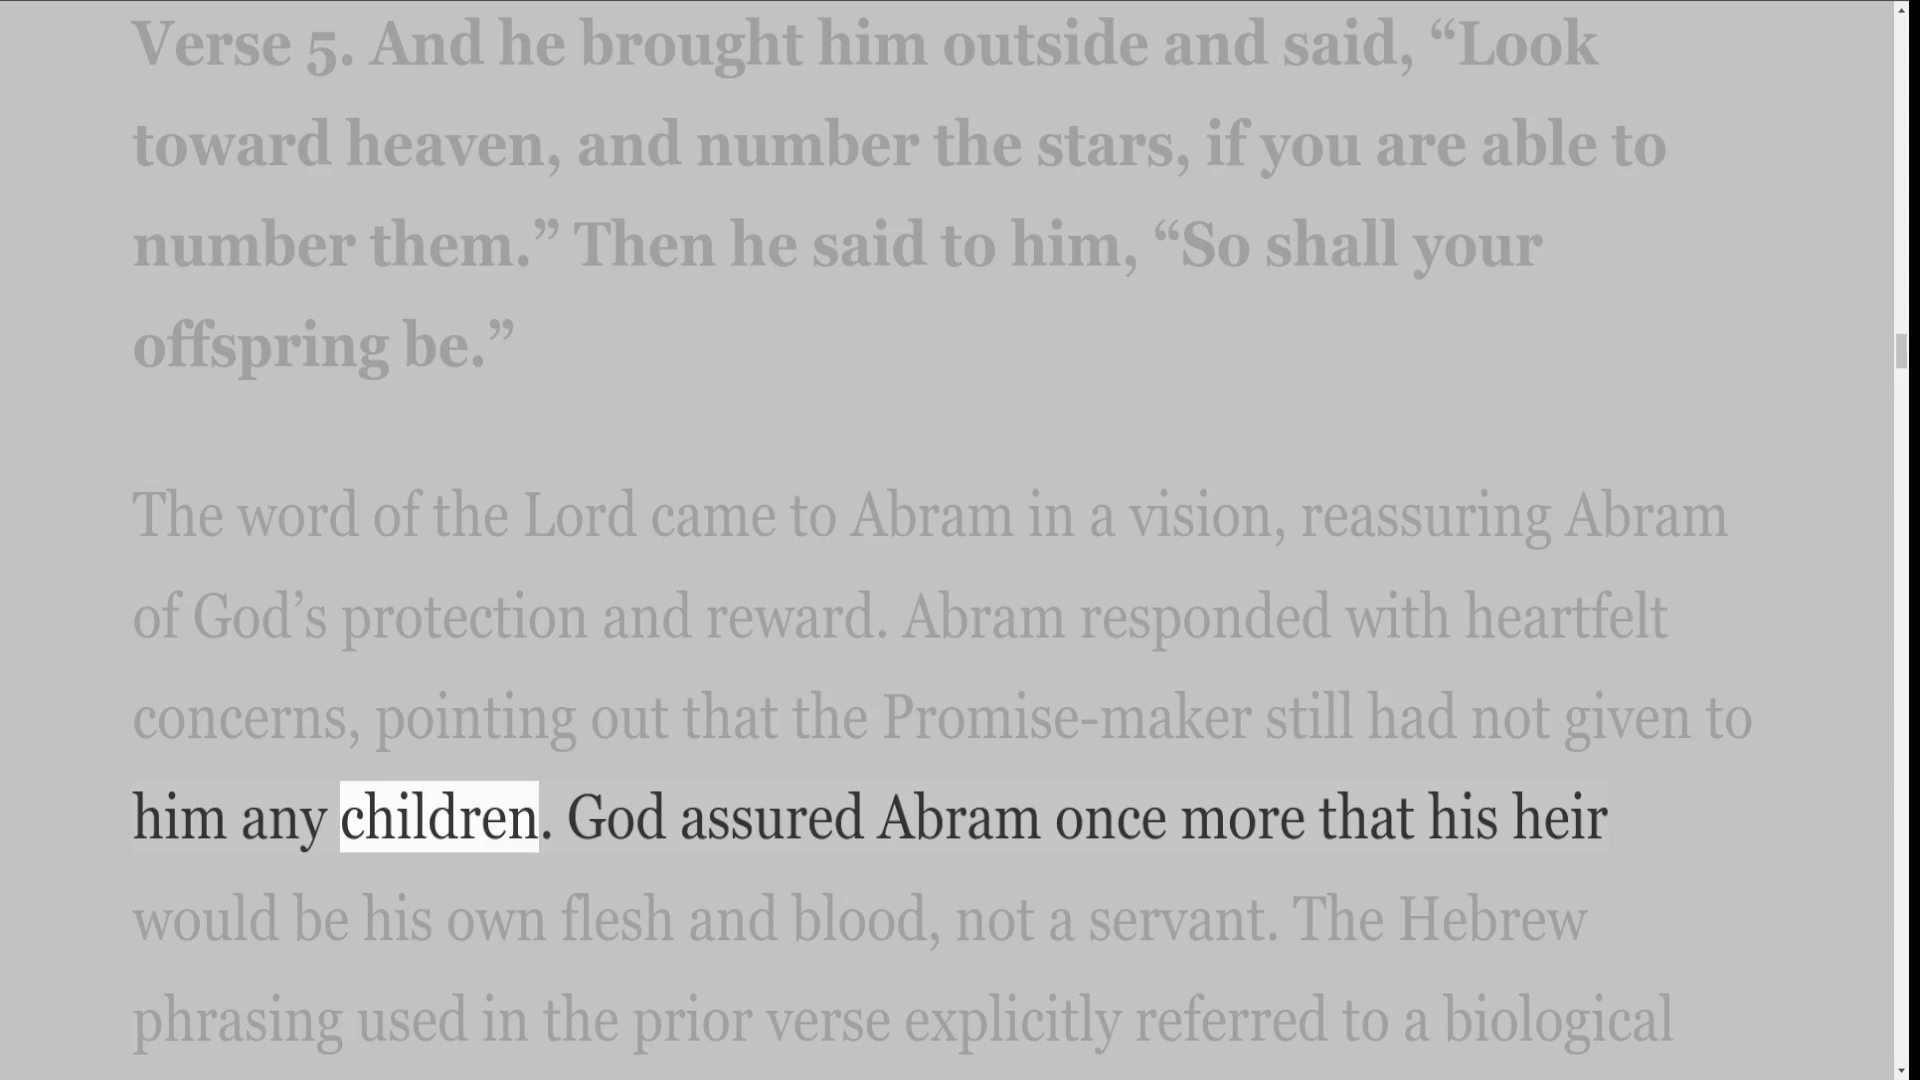 Verse 5. And he brought him outside and said, “Look
toward heaven, and number the stars, if you are able to
number them.” Then he said to him, “So shall your
offspring be.”
The word of the Lord came to Abram in a vision, reassuring Abram
of God’s protection and reward. Abram responded with heartfelt
concerns, pointing out that the Promise-maker still had not given to
him any children. God assured Abram once more that his heir
would be his own flesh and blood, not a servant. The Hebrew
phrasing used in the prior verse explicitly referred to a biological